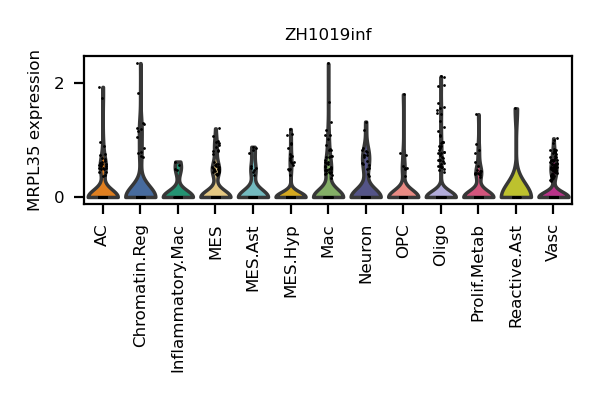 ZH1019inf
MRPL35 expression
2
0
AC
Chromatin.Reg
Inflammatory.Mac
MES
MES.Ast
MES.Hyp
Mac
Neuron
OPC
Oligo
Prolif.Metab
Reactive.Ast
Vasc